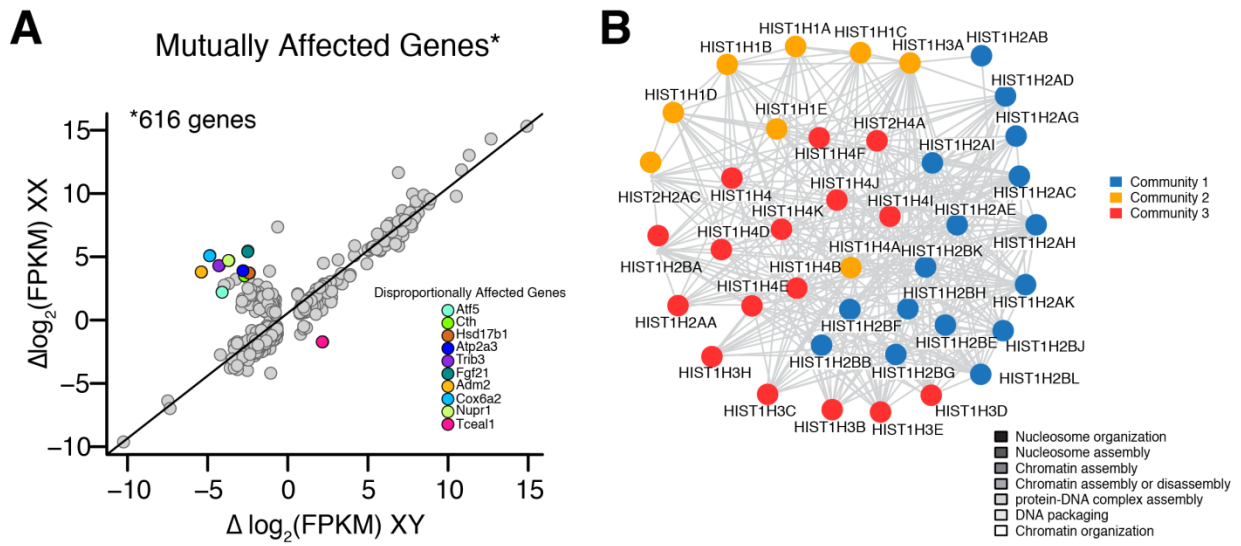 A
Mutually Affected Genes*
*616 genes
Δlog2(FPKM) XX
15
10
5
0
−5
−10
−10
−5
0
5
10
15
Δ log2(FPKM) XY
Disproportionally Affected Genes
Atf5
Cth
Hsd17b1
Atp2a3
Trib3
Fgf21
Adm2
Cox6a2
Nupr1
Tceal1
B
HIST1H1A
HIST1H1C
HIST1H1B
HIST1H3A
HIST1H2AB
HIST1H2AD
HIST1H1D
HIST1H1E
HIST2H4A
HIST1H2AG
HIST1H4F
HIST1H2AI
HIST2H2AC
HIST1H4
HIST1H4J
HIST1H2AC
HIST1H4K
HIST1H4I
HIST1H2AE
HIST1H4D
HIST1H2AH
HIST1H4A
HIST1H2BK
HIST1H2BA
HIST1H4B
HIST1H4E
HIST1H2BH
HIST1H2AK
HIST1H2AA
HIST1H2BF
HIST1H2BE
HIST1H2BJ
HIST1H2BB
HIST1H2BG
HIST1H3H
HIST1H2BL
HIST1H3C
HIST1H3D
HIST1H3B
HIST1H3E
Community 1
Community 2
Community 3
Nucleosome organization
Nucleosome assembly
Chromatin assembly
Chromatin assembly or disassembly
protein-DNA complex assembly
DNA packaging
Chromatin organization